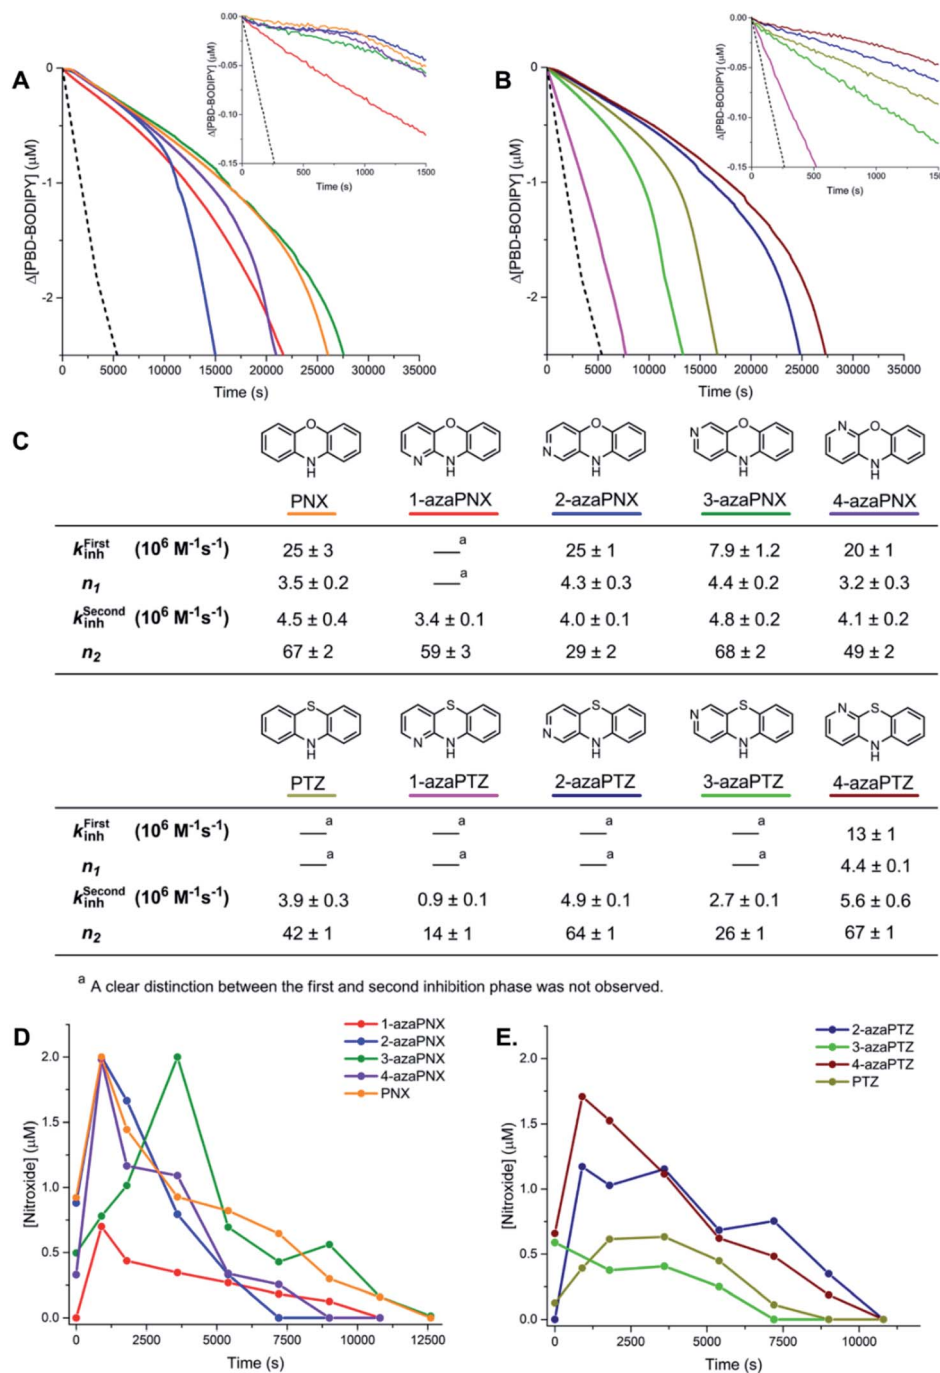 A
Δ[PBD-BODIPY] (µM)
0
-1
-2
0 5000 10000 15000 20000 25000 30000 35000
Time (s)
Δ[PBD-BODIPY] (µM)
0.00
-0.05
-0.10
-0.15
0 500 1000 1500
Time (s)
B
Δ[PBD-BODIPY] (µM)
0
-1
-2
0 5000 10000 15000 20000 25000 30000 35000
Time (s)
Δ[PBD-BODIPY] (µM)
0.00
-0.05
-0.10
-0.15
0 500 1000 1500
Time (s)
C
O O O O N O
N H N N H N N H N N H N H
PNX 1-azaPNX 2-azaPNX 3-azaPNX 4-azaPNX
k inh First (10⁶ M⁻¹s⁻¹) 25 ± 3 —ᵃ 25 ± 1 7.9 ± 1.2 20 ± 1
n₁ 3.5 ± 0.2 —ᵃ 4.3 ± 0.3 4.4 ± 0.2 3.2 ± 0.3
k inh Second (10⁶ M⁻¹s⁻¹) 4.5 ± 0.4 3.4 ± 0.1 4.0 ± 0.1 4.8 ± 0.2 4.1 ± 0.2
n₂ 67 ± 2 59 ± 3 29 ± 2 68 ± 2 49 ± 2
S S S S N S
N H N N H N N H N N H N H
PTZ 1-azaPTZ 2-azaPTZ 3-azaPTZ 4-azaPTZ
k inh First (10⁶ M⁻¹s⁻¹) —ᵃ —ᵃ —ᵃ —ᵃ 13 ± 1
n₁ —ᵃ —ᵃ —ᵃ —ᵃ 4.4 ± 0.1
k inh Second (10⁶ M⁻¹s⁻¹) 3.9 ± 0.3 0.9 ± 0.1 4.9 ± 0.1 2.7 ± 0.1 5.6 ± 0.6
n₂ 42 ± 1 14 ± 1 64 ± 1 26 ± 1 67 ± 1
ᵃ A clear distinction between the first and second inhibition phase was not observed.
D
1-azaPNX
2-azaPNX
3-azaPNX
4-azaPNX
PNX
[Nitroxide] (µM)
2.0
1.5
1.0
0.5
0.0
0 2500 5000 7500 10000 12500
Time (s)
E.
2-azaPTZ
3-azaPTZ
4-azaPTZ
PTZ
[Nitroxide] (µM)
2.0
1.5
1.0
0.5
0.0
0 2500 5000 7500 10000
Time (s)